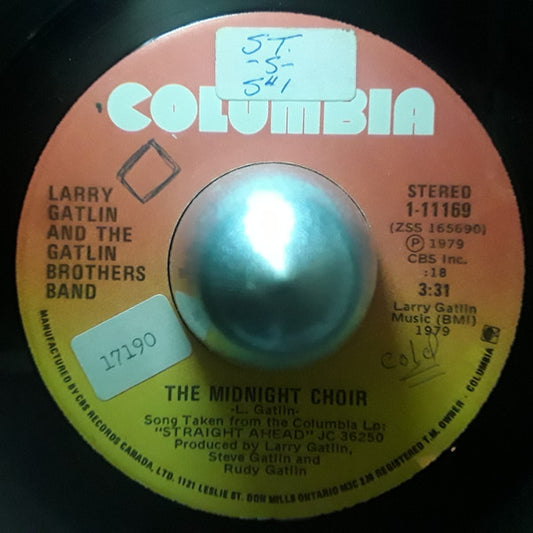 ST.
-S-
COLUMBIA
LARRY
GATLIN
AND THE
GATLIN
BROTHERS
BAND
STEREO
1-11169
(ZSS 165690)
Ⓟ 1979
CBS Inc.
:18
3:31
Larry Gatlin
Music (BMI)
1979
cold
17190
THE MIDNIGHT CHOIR
-L. Gatlin-
Song Taken from the Columbia Lp:
"STRAIGHT AHEAD" JC 36250
Produced by Larry Gatlin,
Steve Gatlin and
Rudy Gatlin
MANUFACTURED BY CBS RECORDS CANADA, LTD. 1121 LESLIE ST. DON MILLS ONTARIO M3C 2J9 REGISTERED T.M. OWNER - COLUMBIA